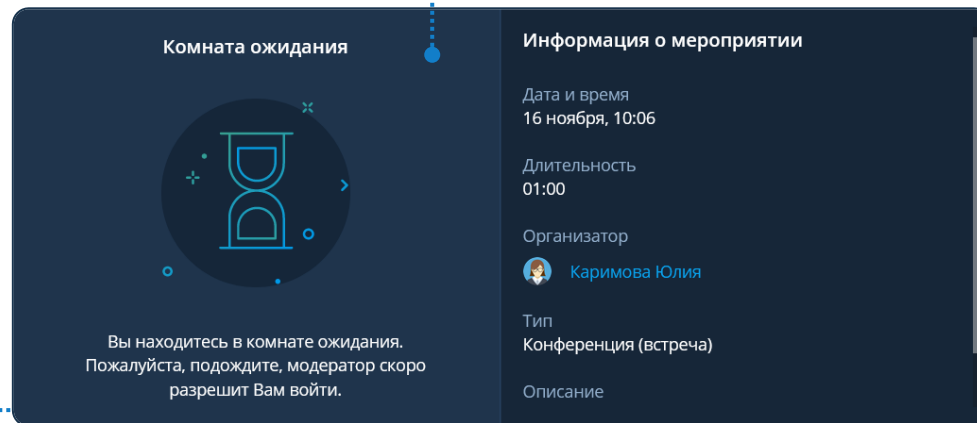 Комната ожидания
Вы находитесь в комнате ожидания.
Пожалуйста, подождите, модератор скоро
разрешит Вам войти.
Информация о мероприятии
Дата и время
16 ноября, 10:06
Длительность
01:00
Организатор
Каримова Юлия
Тип
Конференция (встреча)
Описание